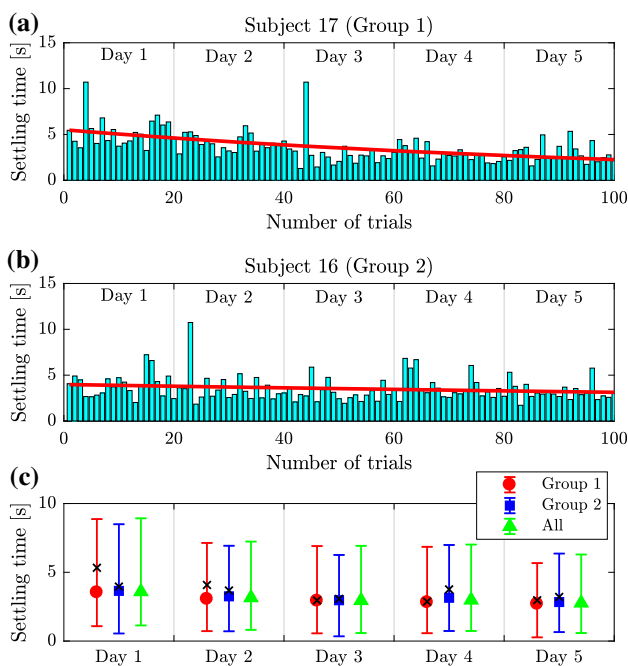 (a)
Subject 17 (Group 1)
Settling time [s]
15
10
5
0
Day 1 Day 2 Day 3 Day 4 Day 5
0 20 40 60 80 100
Number of trials
(b)
Subject 16 (Group 2)
Settling time [s]
15
10
5
0
Day 1 Day 2 Day 3 Day 4 Day 5
0 20 40 60 80 100
Number of trials
(c)
Settling time [s]
10
5
0
Group 1
Group 2
All
Day 1 Day 2 Day 3 Day 4 Day 5